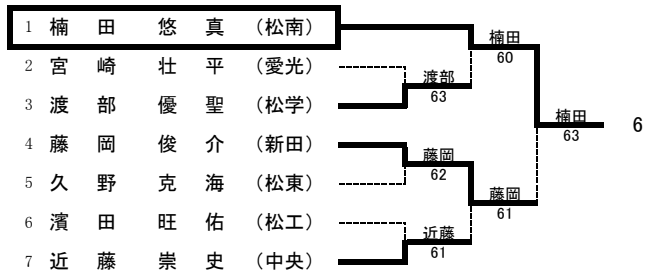 1 楠 田 悠 真 (松南)
2 宮 崎 壮 平 (愛光)
3 渡 部 優 聖 (松学)
4 藤 岡 俊 介 (新田)
5 久 野 克 海 (松東)
6 濱 田 旺 佑 (松工)
7 近 藤 崇 史 (中央)
渡部
63
藤岡
62
近藤
61
楠田
60
藤岡
61
楠田
63
6